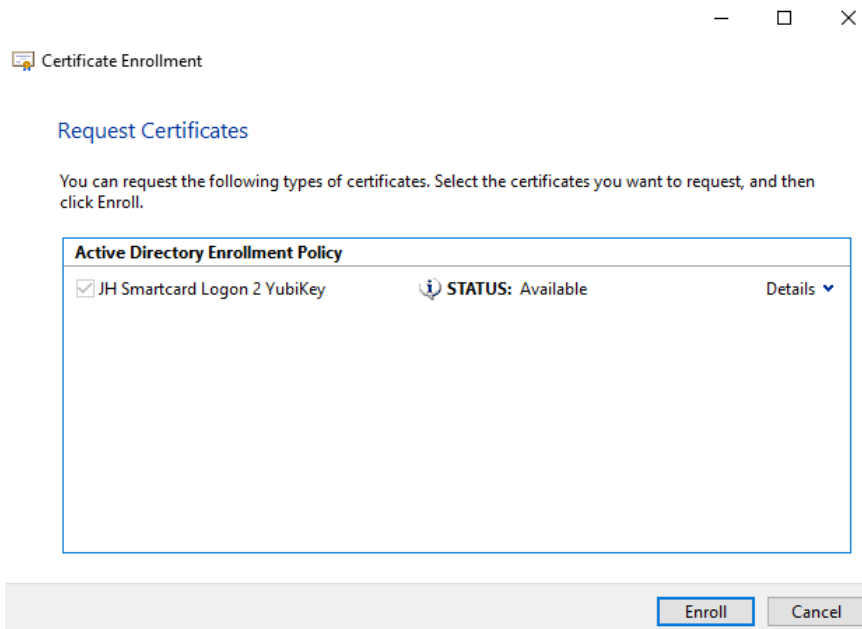 Certificate Enrollment
Request Certificates
You can request the following types of certificates. Select the certificates you want to request, and then
click Enroll.
Active Directory Enrollment Policy
JH Smartcard Logon 2 YubiKey STATUS: Available Details
Enroll Cancel